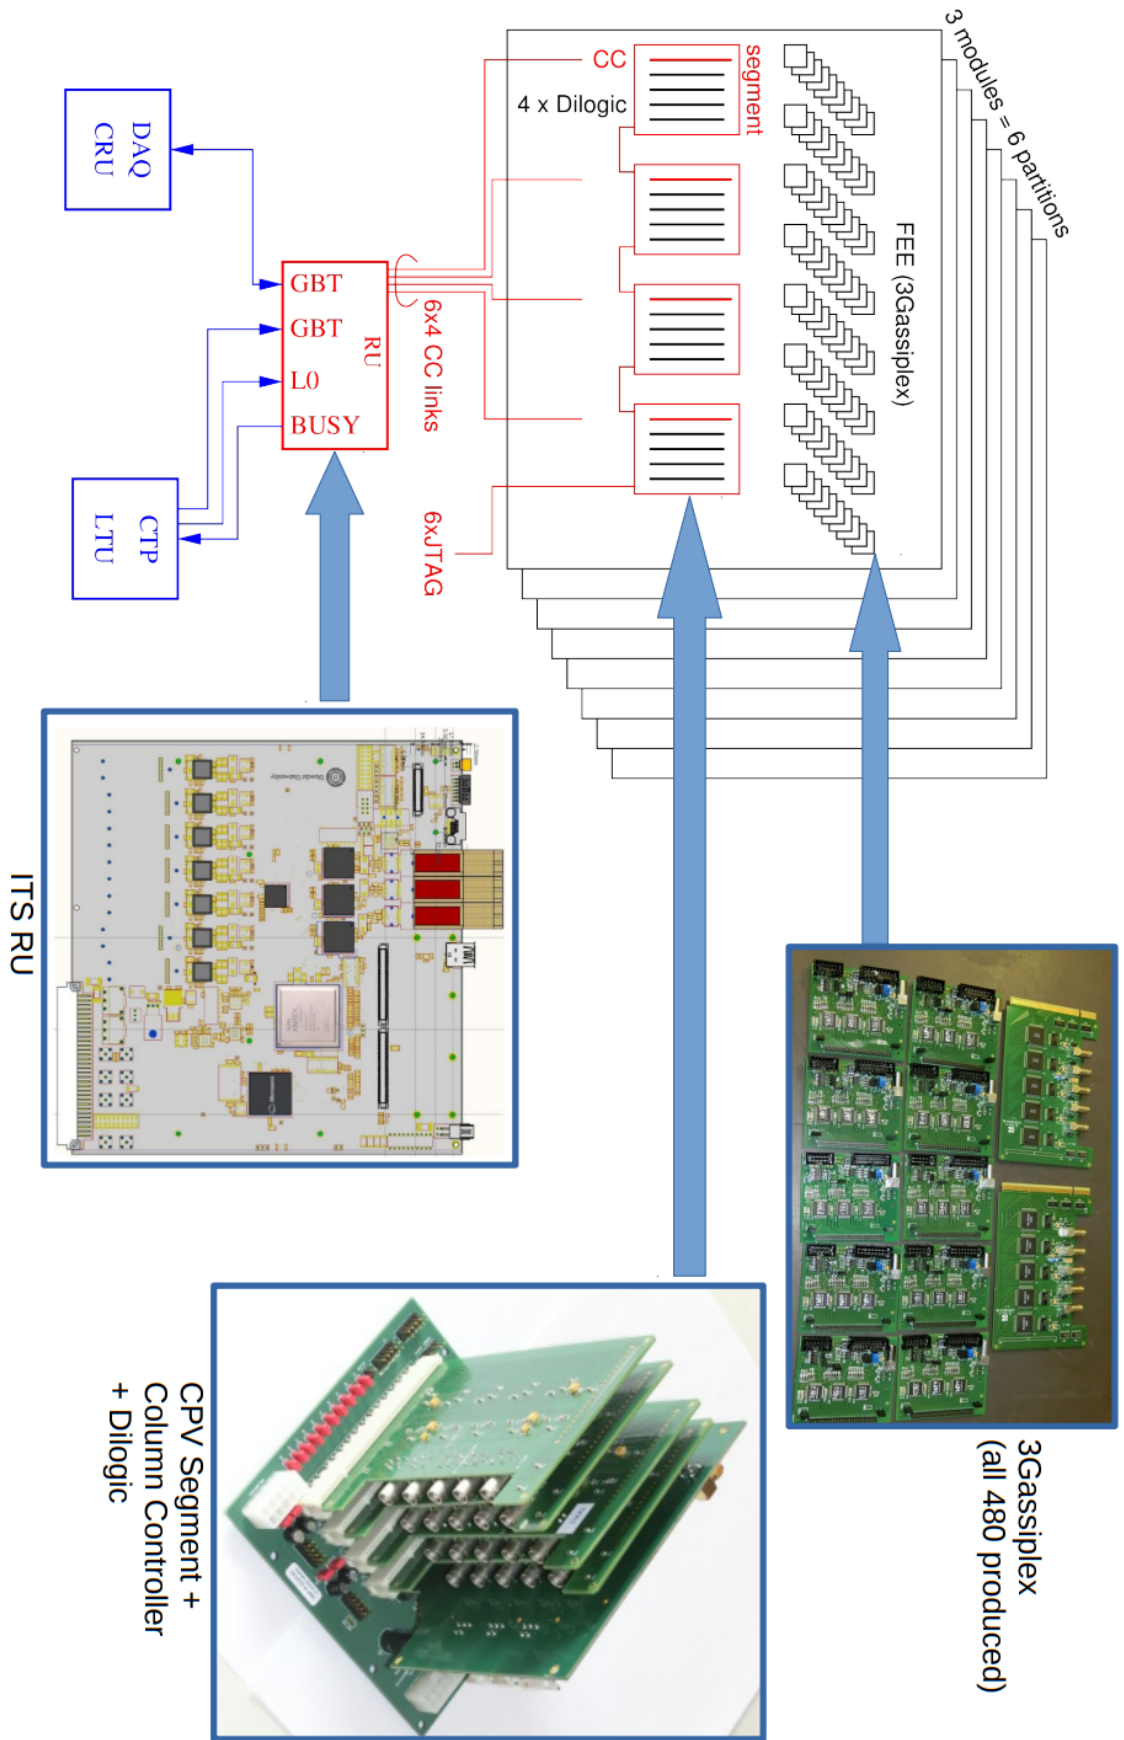 3 modules = 6 partitions
CC
segment
4 x Dilogic
FEE (3Gassiplex)
DAQ
CRU
GBT
GBT
RU
L0
BUSY
6x4 CC links
6xJTAG
CTP
LTU
ITS RU
3Gassiplex
(all 480 produced)
CPV Segment +
Column Controller
+ Dilogic